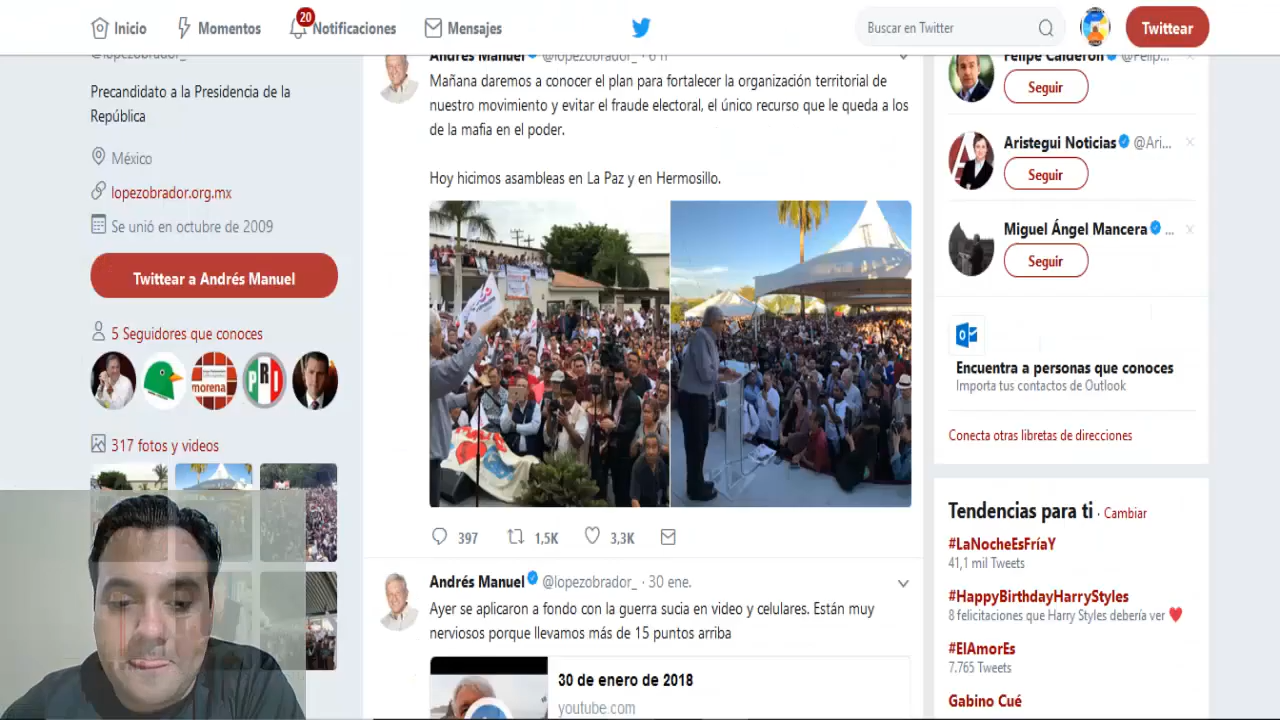 Inicio
Momentos
20
Notificaciones
Mensajes
Buscar en Twitter
Twittear
@lopezobrador_
Precandidato a la Presidencia de la
República
México
lopezobrador.org.mx
Se unió en octubre de 2009
Twittear a Andrés Manuel
5 Seguidores que conoces
morena
PRI
317 fotos y videos
Andrés Manuel @lopezobrador_ · 6 h
Mañana daremos a conocer el plan para fortalecer la organización territorial de
nuestro movimiento y evitar el fraude electoral, el único recurso que le queda a los
de la mafia en el poder.
Hoy hicimos asambleas en La Paz y en Hermosillo.
397
1,5K
3,3K
Andrés Manuel @lopezobrador_ · 30 ene.
Ayer se aplicaron a fondo con la guerra sucia en video y celulares. Están muy
nerviosos porque llevamos más de 15 puntos arriba
30 de enero de 2018
youtube.com
Felipe Calderón @Felip...
Seguir
Aristegui Noticias @Ari...
Seguir
Miguel Ángel Mancera ...
Seguir
Encuentra a personas que conoces
Importa tus contactos de Outlook
Conecta otras libretas de direcciones
Tendencias para ti · Cambiar
#LaNocheEsFríaY
41,1 mil Tweets
#HappyBirthdayHarryStyles
8 felicitaciones que Harry Styles debería ver ❤️
#ElAmorEs
7.765 Tweets
Gabino Cué